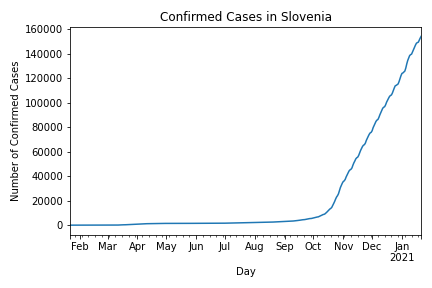 Confirmed Cases in Slovenia
160000
140000
120000
100000
80000
60000
40000
20000
0
Number of Confirmed Cases
Feb Mar Apr May Jun Jul Aug Sep Oct Nov Dec Jan
2021
Day